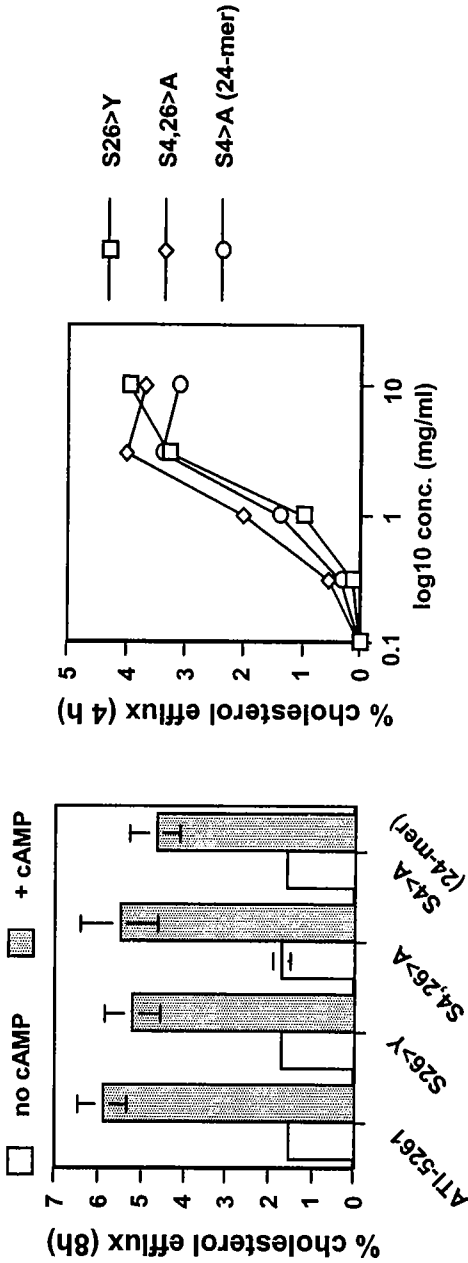 no cAMP
+ cAMP
% cholesterol efflux (8h)
7
6
5
4
3
2
1
0
ATI-5261
S26>Y
S4,26>A
S4>A
(24-mer)
% cholesterol efflux (4 h)
5
4
3
2
1
0
0.1
1
10
log10 conc. (mg/ml)
S26>Y
S4,26>A
S4>A (24-mer)